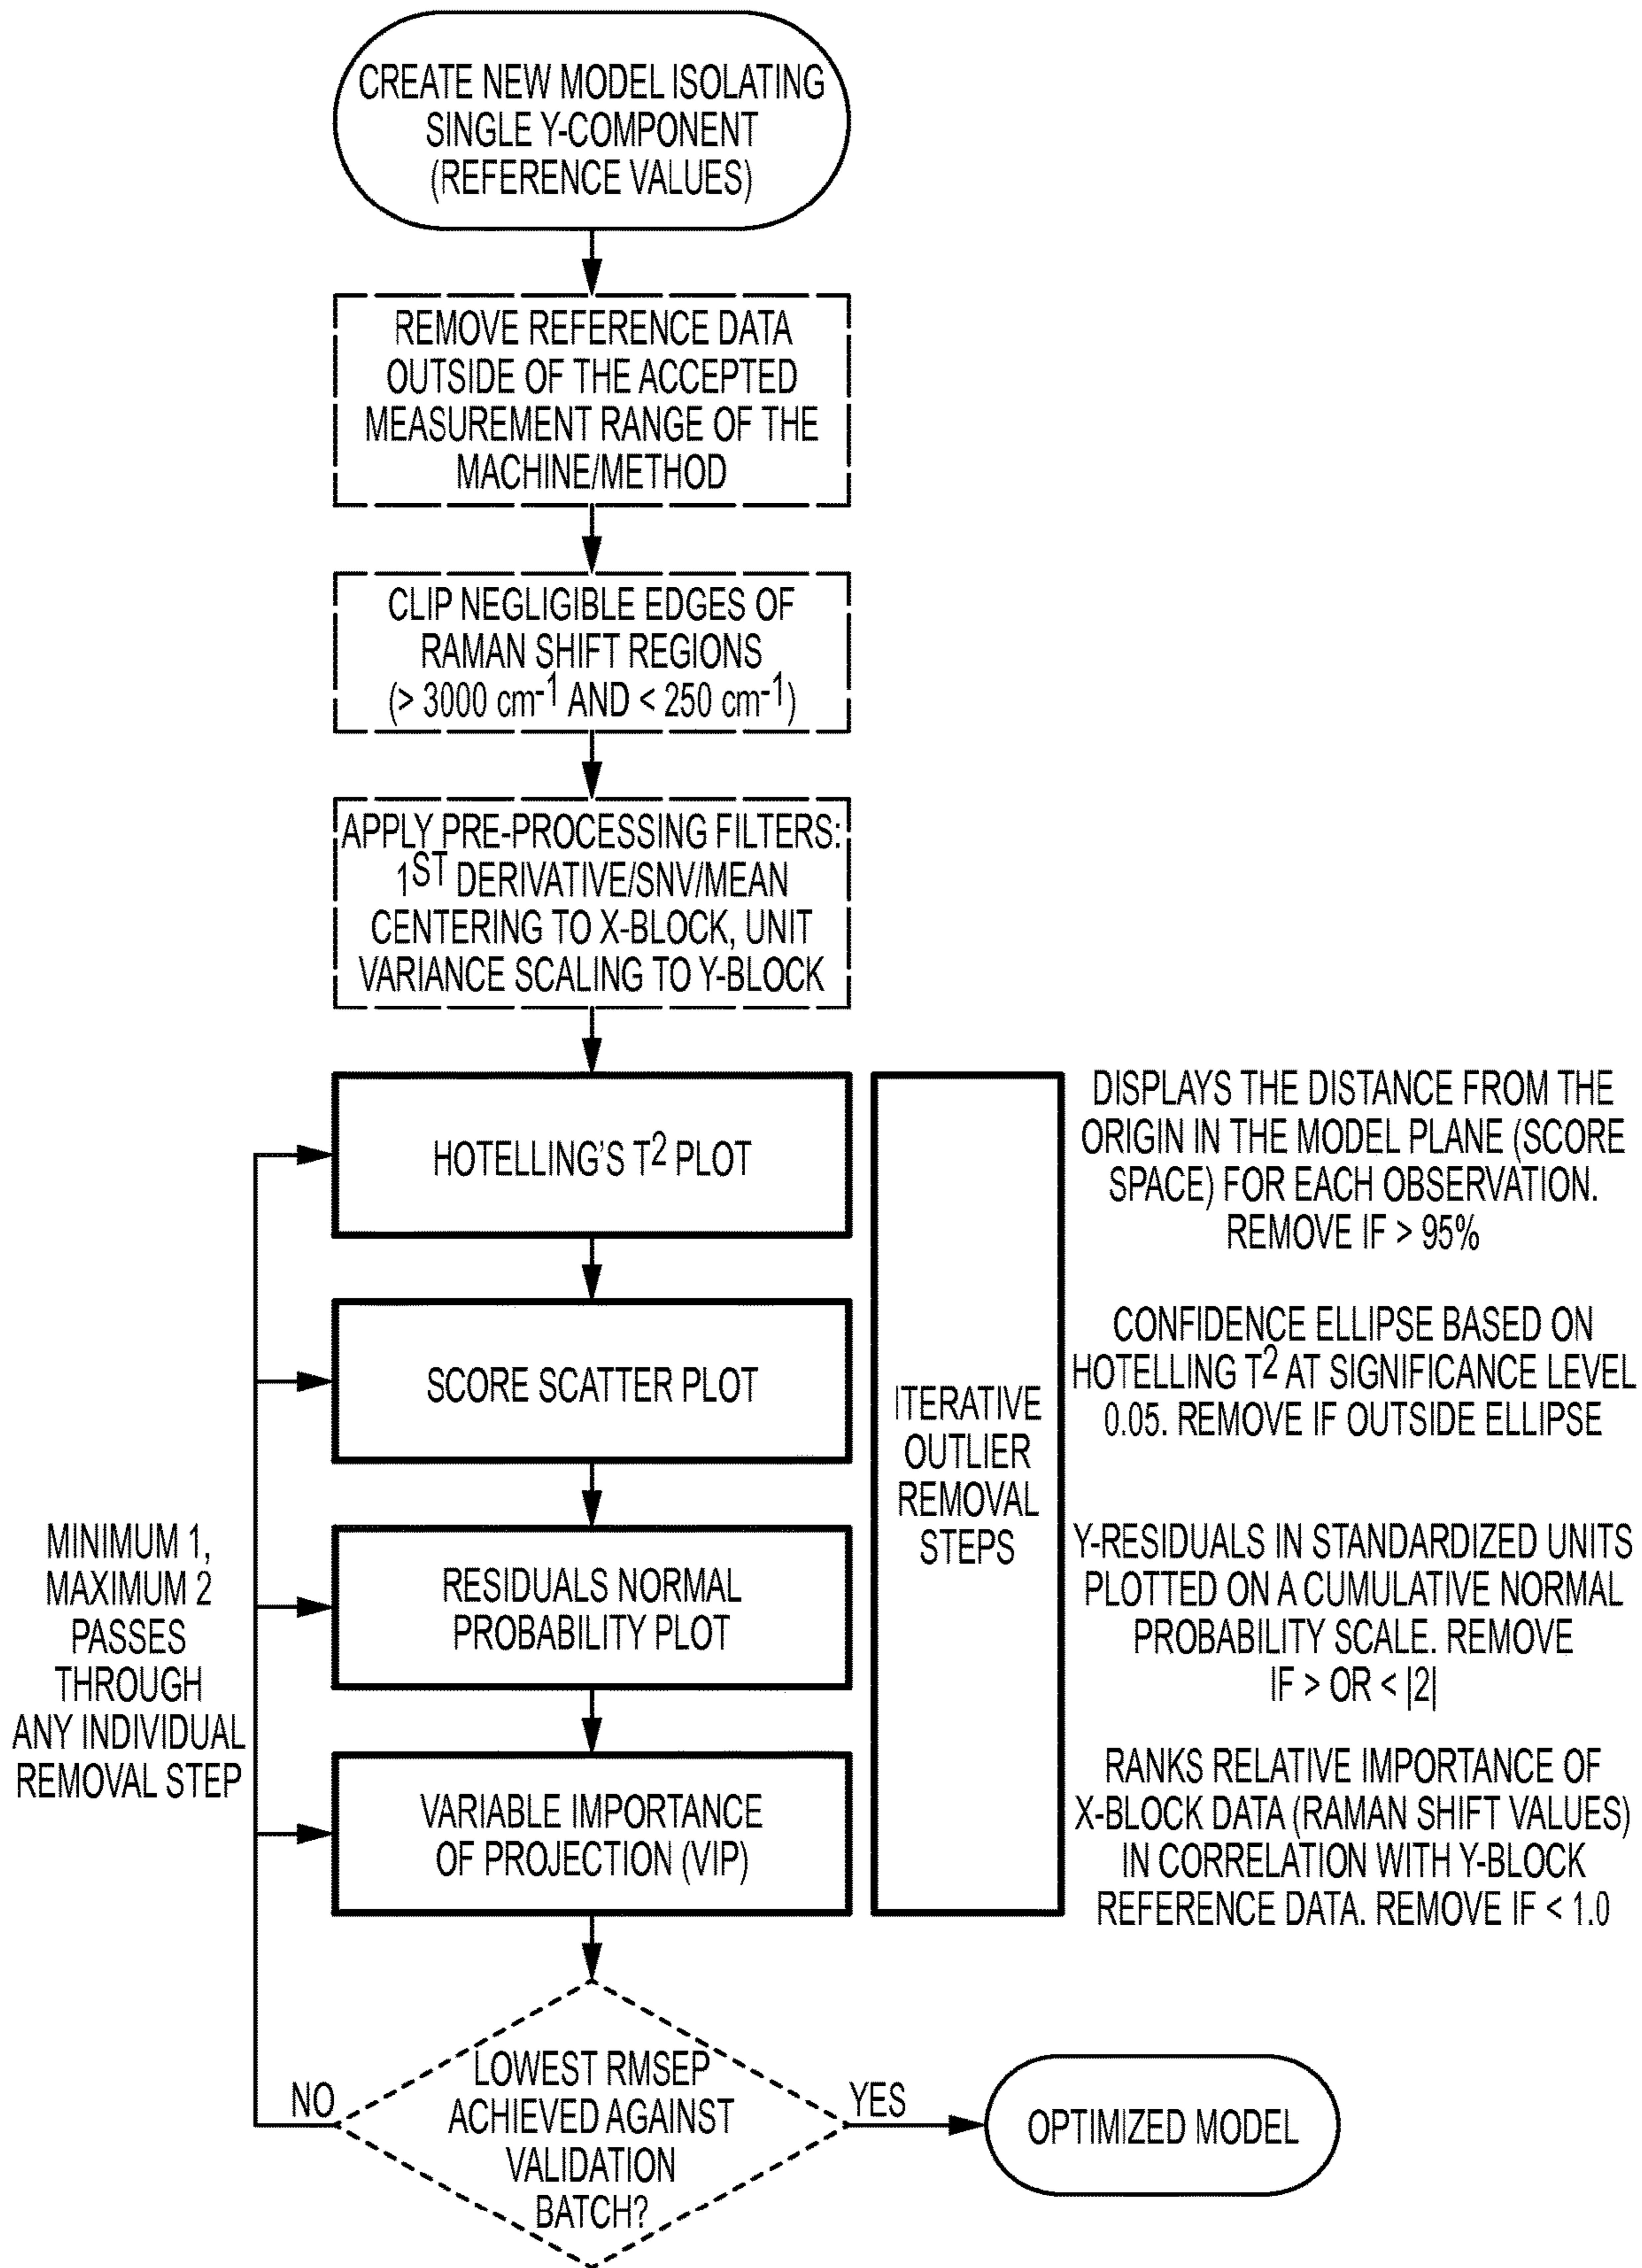 CREATE NEW MODEL ISOLATING
SINGLE Y-COMPONENT
(REFERENCE VALUES)
REMOVE REFERENCE DATA
OUTSIDE OF THE ACCEPTED
MEASUREMENT RANGE OF THE
MACHINE/METHOD
CLIP NEGLIGIBLE EDGES OF
RAMAN SHIFT REGIONS
(> 3000 cm⁻¹ AND < 250 cm⁻¹)
APPLY PRE-PROCESSING FILTERS:
1ST DERIVATIVE/SNV/MEAN
CENTERING TO X-BLOCK, UNIT
VARIANCE SCALING TO Y-BLOCK
HOTELLING'S T² PLOT
DISPLAYS THE DISTANCE FROM THE
ORIGIN IN THE MODEL PLANE (SCORE
SPACE) FOR EACH OBSERVATION.
REMOVE IF > 95%
SCORE SCATTER PLOT
CONFIDENCE ELLIPSE BASED ON
HOTELLING T² AT SIGNIFICANCE LEVEL
0.05. REMOVE IF OUTSIDE ELLIPSE
ITERATIVE
OUTLIER
REMOVAL
STEPS
RESIDUALS NORMAL
PROBABILITY PLOT
Y-RESIDUALS IN STANDARDIZED UNITS
PLOTTED ON A CUMULATIVE NORMAL
PROBABILITY SCALE. REMOVE
IF > OR < |2|
MINIMUM 1,
MAXIMUM 2
PASSES
THROUGH
ANY INDIVIDUAL
REMOVAL STEP
VARIABLE IMPORTANCE
OF PROJECTION (VIP)
RANKS RELATIVE IMPORTANCE OF
X-BLOCK DATA (RAMAN SHIFT VALUES)
IN CORRELATION WITH Y-BLOCK
REFERENCE DATA. REMOVE IF < 1.0
LOWEST RMSEP
ACHIEVED AGAINST
VALIDATION
BATCH?
NO
YES
OPTIMIZED MODEL